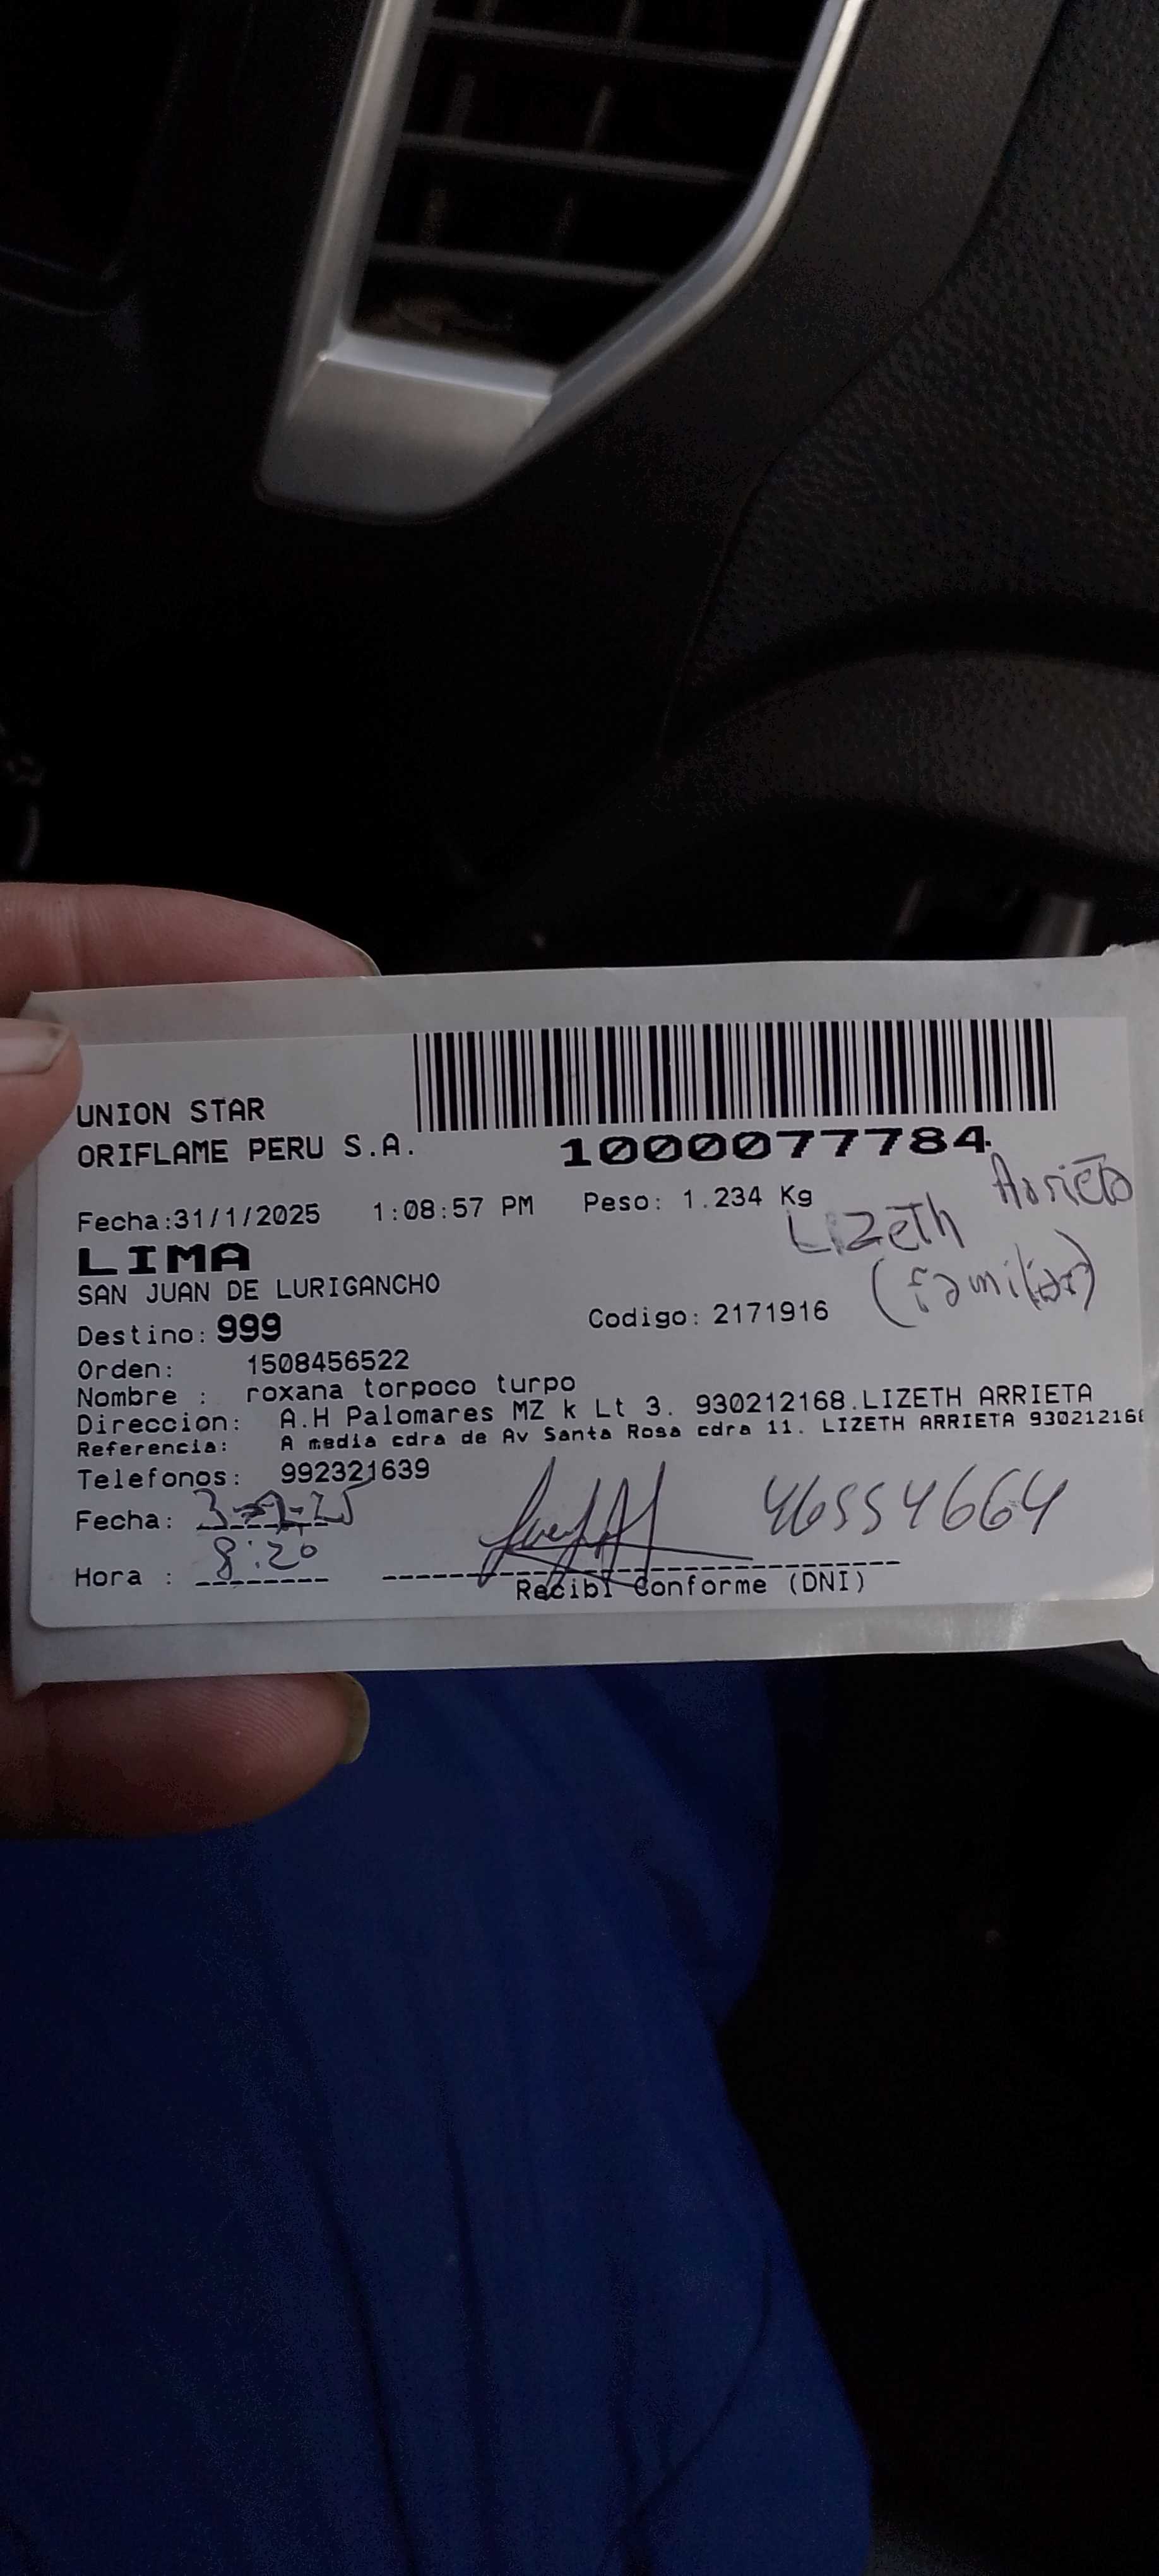 UNION STAR
ORIFLAME PERU S.A.
1000077784
Fecha:31/1/2025 1:08:57 PM Peso: 1.234 Kg
Lizeth Arrieta
(familiar)
LIMA
SAN JUAN DE LURIGANCHO
Destino: 999 Codigo: 2171916
Orden: 1508456522
Nombre : roxana torpoco turpo
Direccion: A.H Palomares MZ k Lt 3. 930212168.LIZETH ARRIETA
Referencia: A media cdra de Av Santa Rosa cdra 11. LIZETH ARRIETA 930212168
Telefonos: 992321639
Fecha: 46554664
Hora : 8:20
Recibi Conforme (DNI)